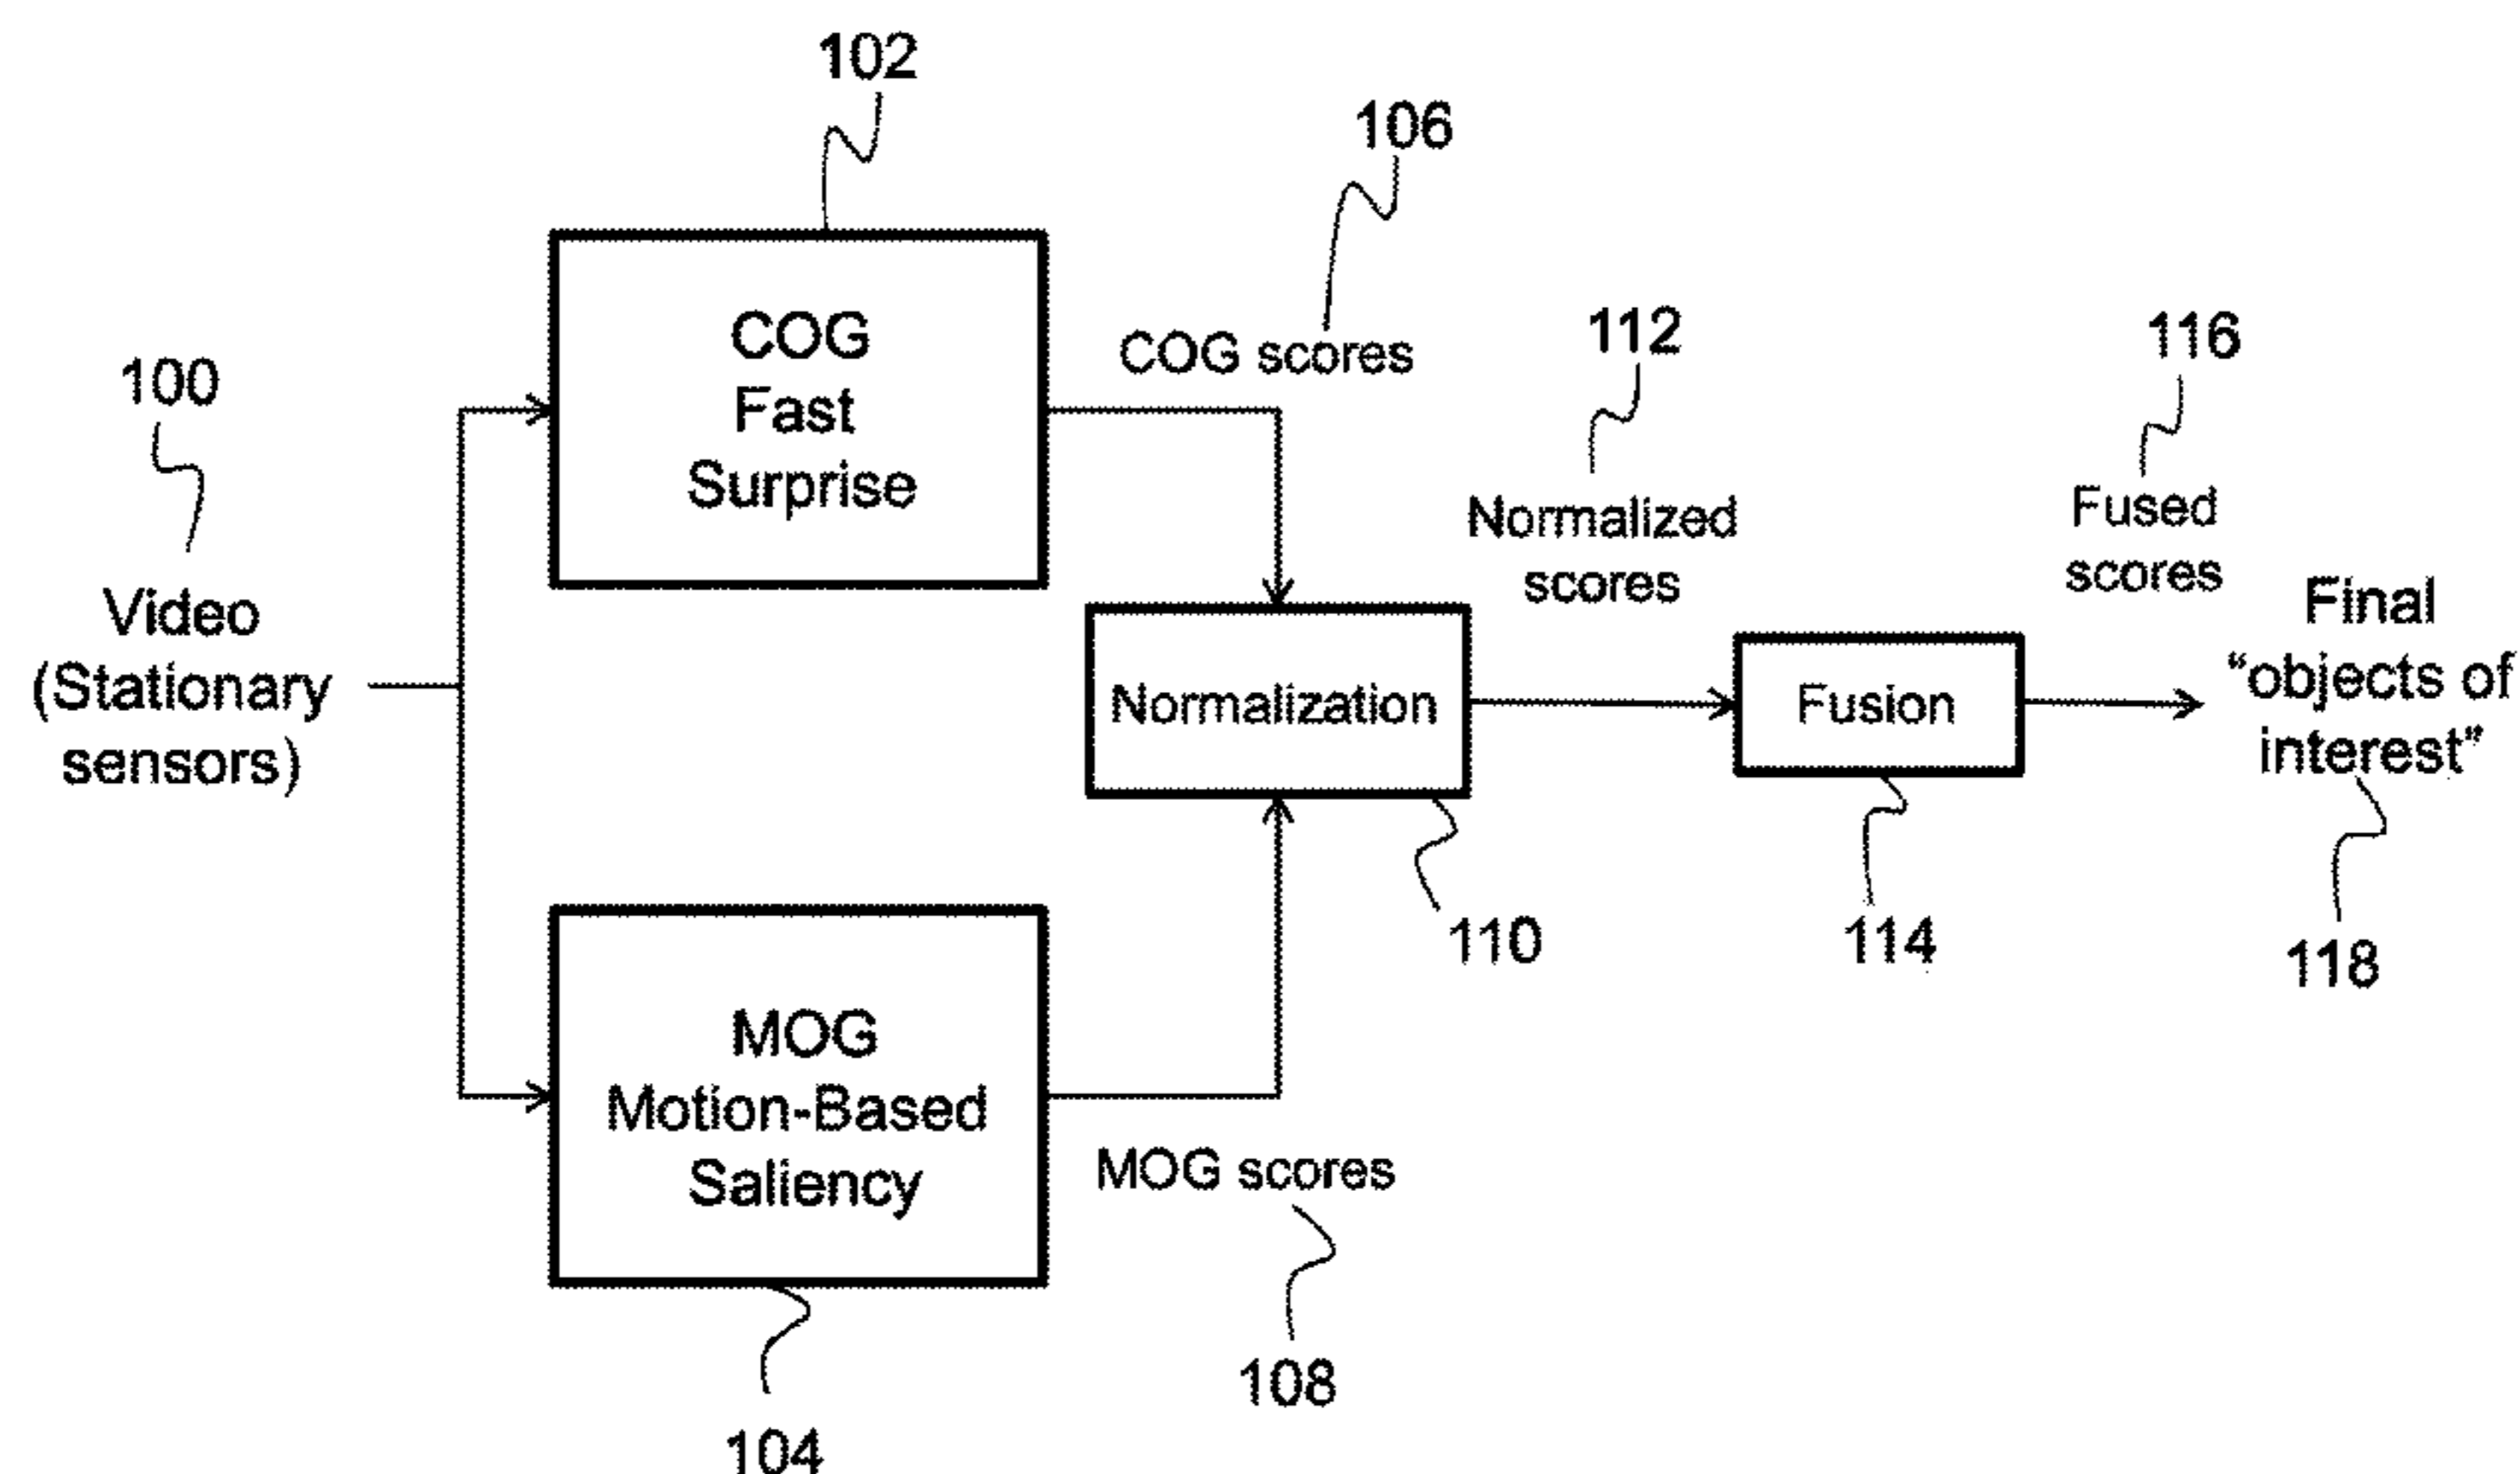 102
106
100
COG
Fast
Surprise
COG scores
112
116
Normalized
scores
Fused
scores
Video
(Stationary
sensors)
Normalization
Fusion
Final
“objects of
interest”
110
114
118
MOG
Motion-Based
Saliency
MOG scores
108
104